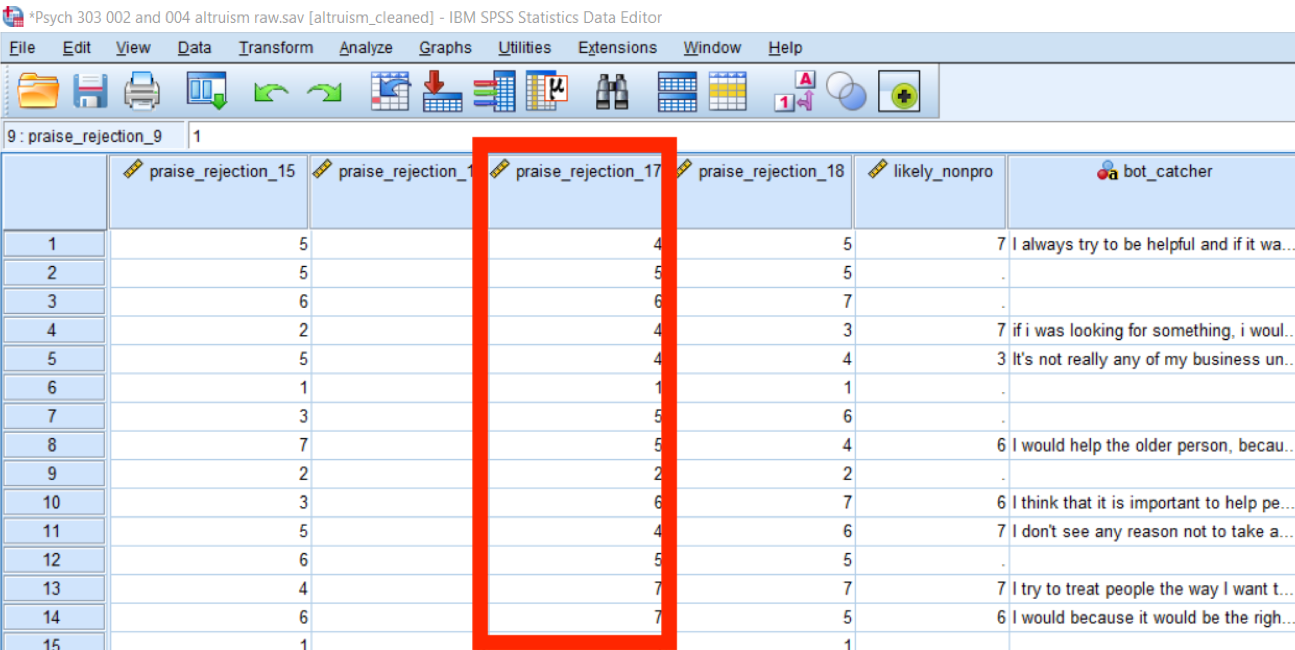 *Psych 303 002 and 004 altruism raw.sav [altruism_cleaned] - IBM SPSS Statistics Data Editor
File Edit View Data Transform Analyze Graphs Utilities Extensions Window Help
μ A 1
9 : praise_rejection_9 1
praise_rejection_15 praise_rejection_1 praise_rejection_17 praise_rejection_18 likely_nonpro a bot_catcher
1 5 4 5 7 I always try to be helpful and if it wa...
2 5 5 5 .
3 6 6 7 .
4 2 4 3 7 if i was looking for something, i woul...
5 5 4 4 3 It's not really any of my business un...
6 1 1 1 .
7 3 5 6 .
8 7 5 4 6 I would help the older person, becau...
9 2 2 2 .
10 3 6 7 6 I think that it is important to help pe...
11 5 4 6 7 I don't see any reason not to take a...
12 6 5 5 .
13 4 7 7 7 I try to treat people the way I want t...
14 6 7 5 6 I would because it would be the righ...
15 1 1